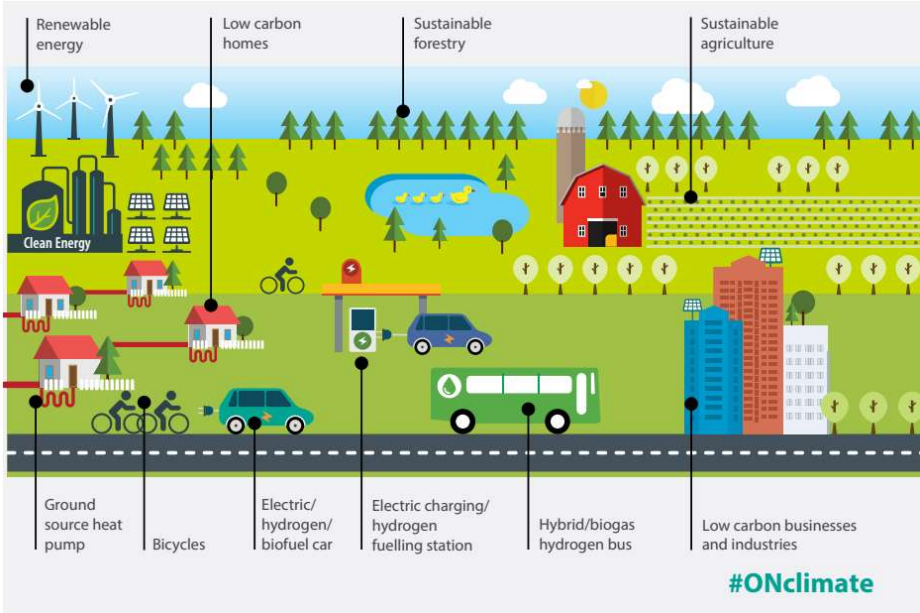 Renewable
energy
Low carbon
homes
Sustainable
forestry
Sustainable
agriculture
Clean Energy
Ground
source heat
pump
Bicycles
Electric/
hydrogen/
biofuel car
Electric charging/
hydrogen
fuelling station
Hybrid/biogas
hydrogen bus
Low carbon businesses
and industries
#ONclimate